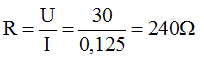 R = U/I = 30/0,125 = 240Ω